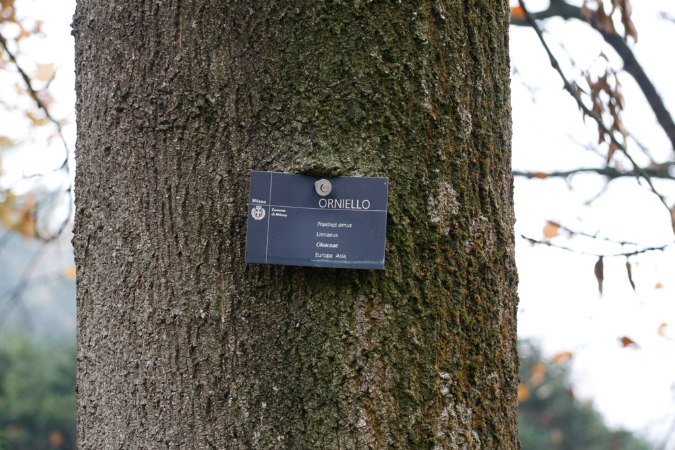 Milano
ORNIELLO
Comune
di Milano
Fraxinus ornus
Linnaeus
Oleaceae
Europa Asia